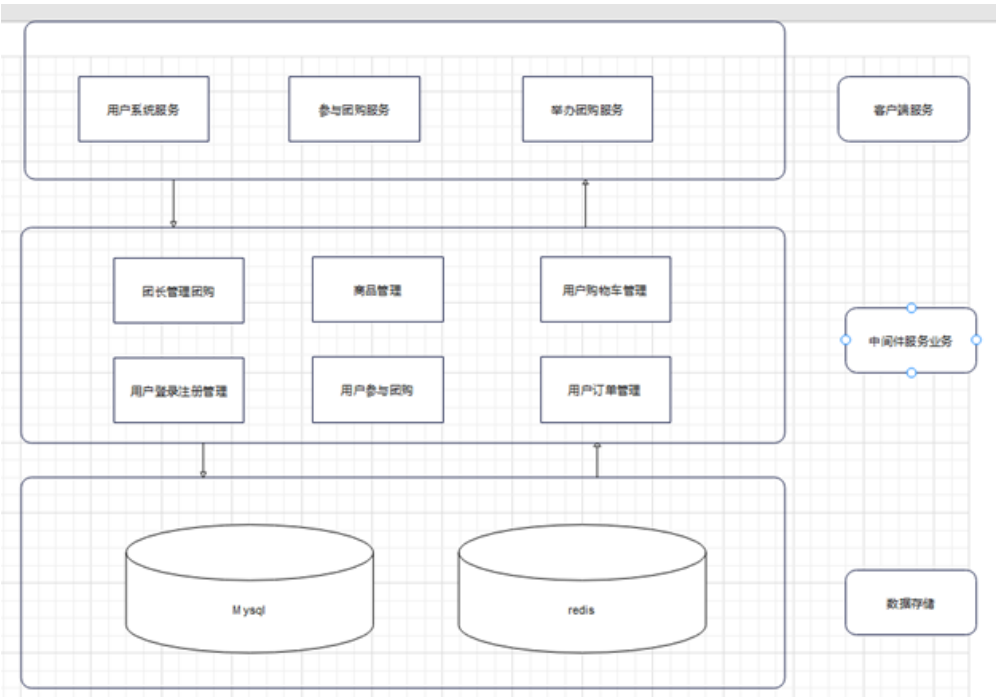 用户系统服务
参与团购服务
举办团购服务
客户端服务
团长管理团购
商品管理
用户购物车管理
中间件服务业务
用户登录注册管理
用户参与团购
用户订单管理
Mysql
redis
数据存储